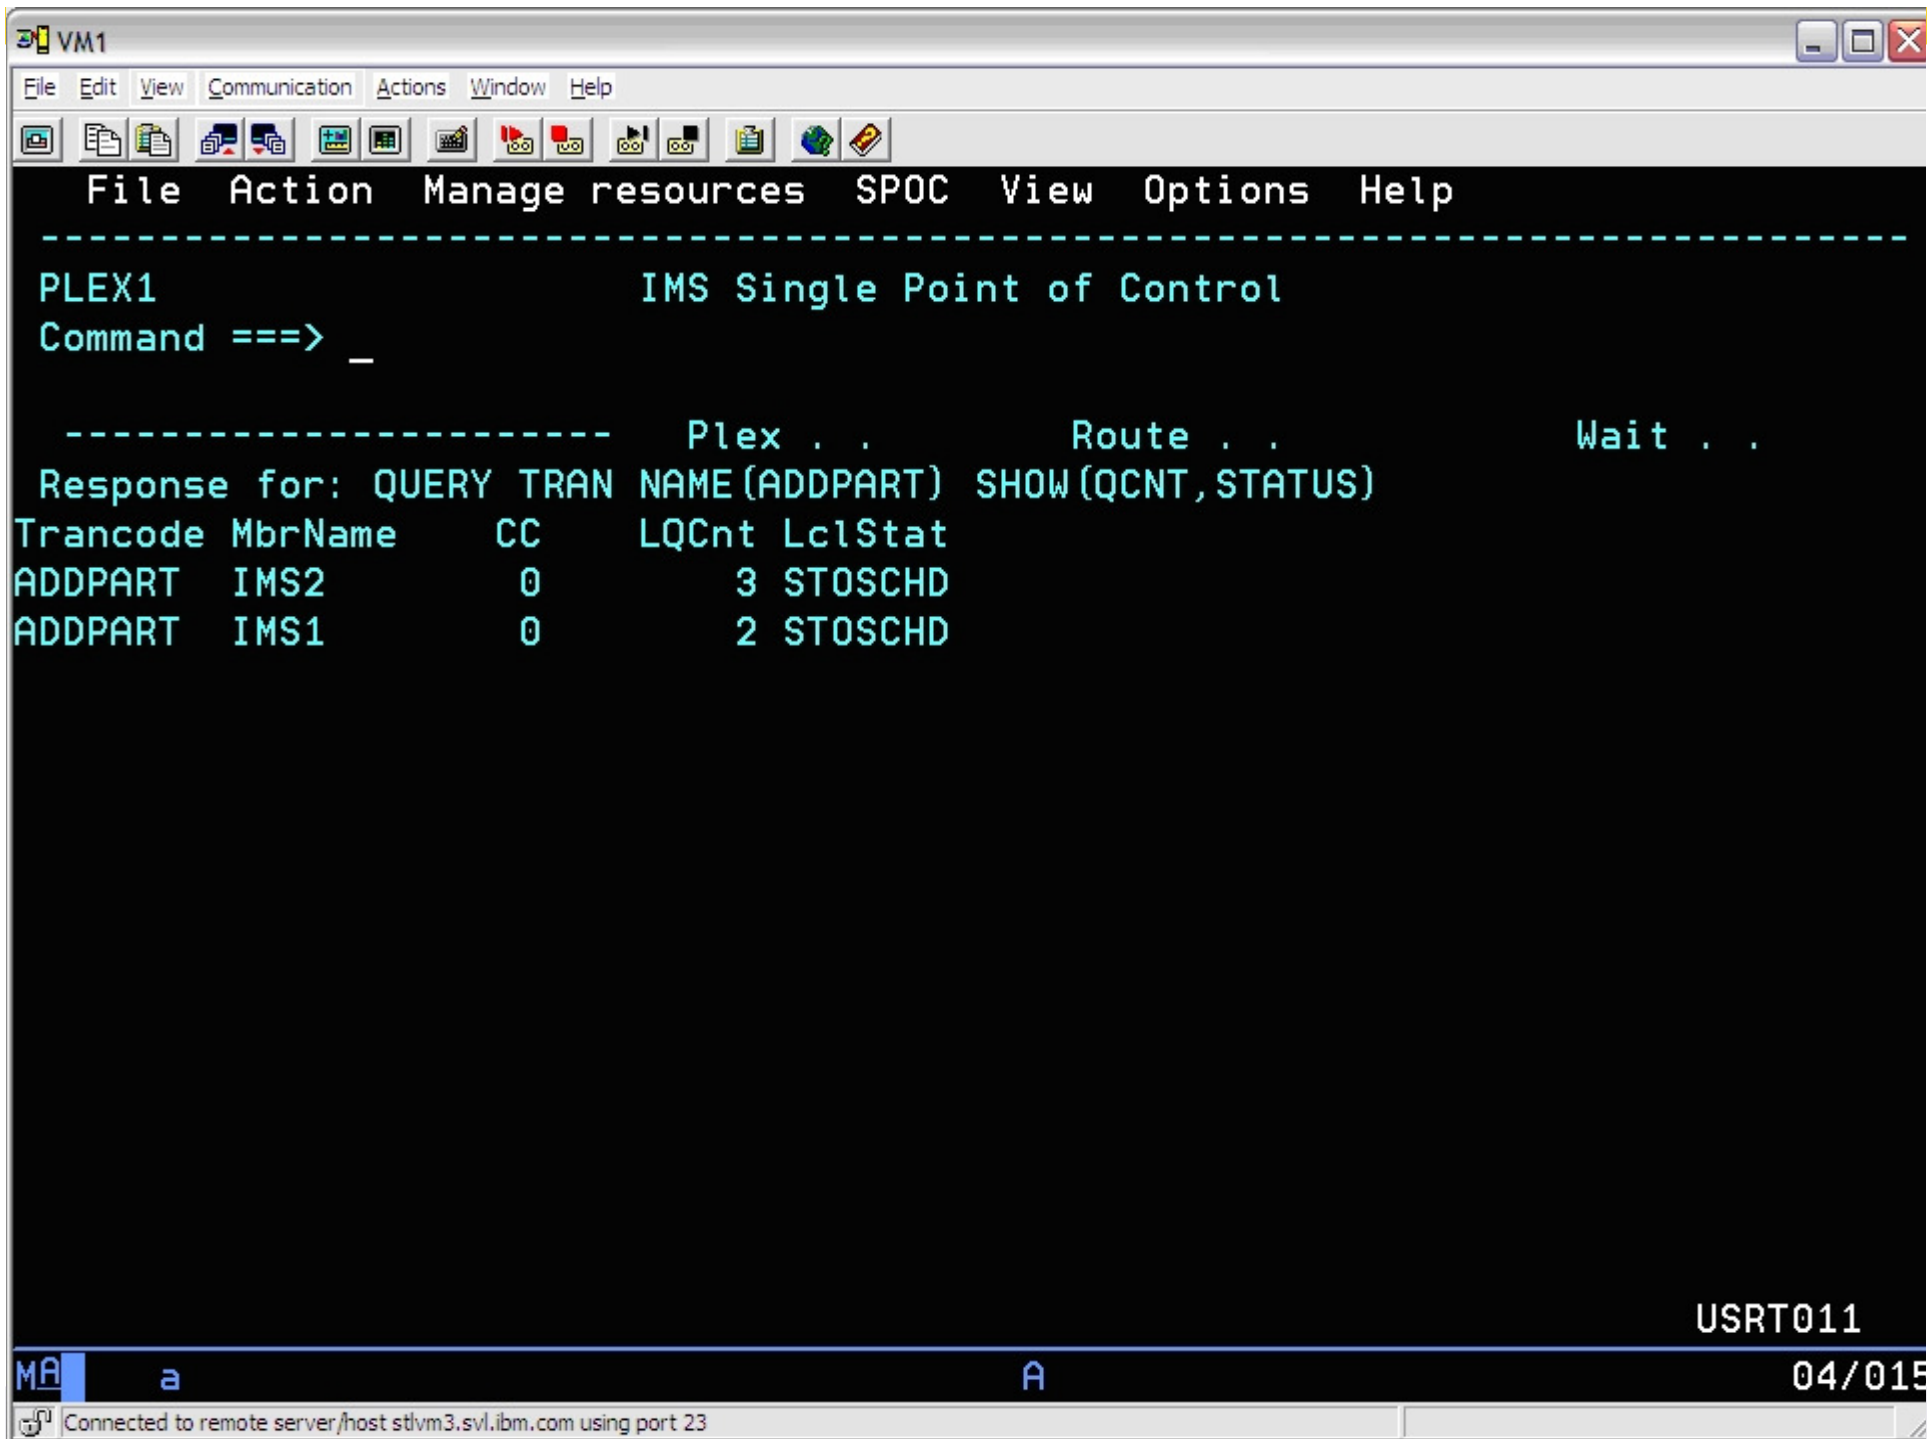 VM1
File Edit View Communication Actions Window Help
File Action Manage resources SPOC View Options Help
--------------------------------------------------------------------------------
PLEX1 IMS Single Point of Control
Command ===> _
----------------------- Plex . . Route . . Wait . .
Response for: QUERY TRAN NAME(ADDPART) SHOW(QCNT,STATUS)
Trancode MbrName CC LQCnt LclStat
ADDPART IMS2 0 3 STOSCHD
ADDPART IMS1 0 2 STOSCHD
USRT011
MA a A 04/015
Connected to remote server/host stlvm3.svl.ibm.com using port 23